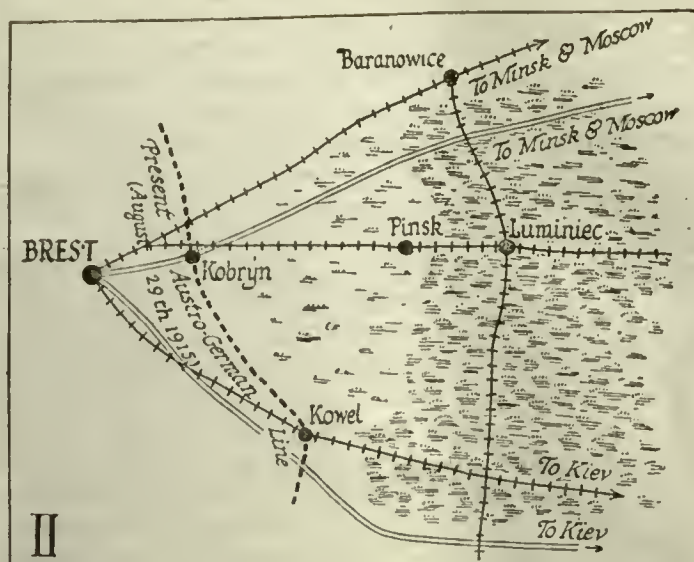 Baranowice
To Minsk & Moscow
To Minsk & Moscow
Present
(August
BREST
Kobryn
Pinsk
Luminiec
Austro-German
29th 1915)
Kowel
Line
To Kiev
To Kiev
II